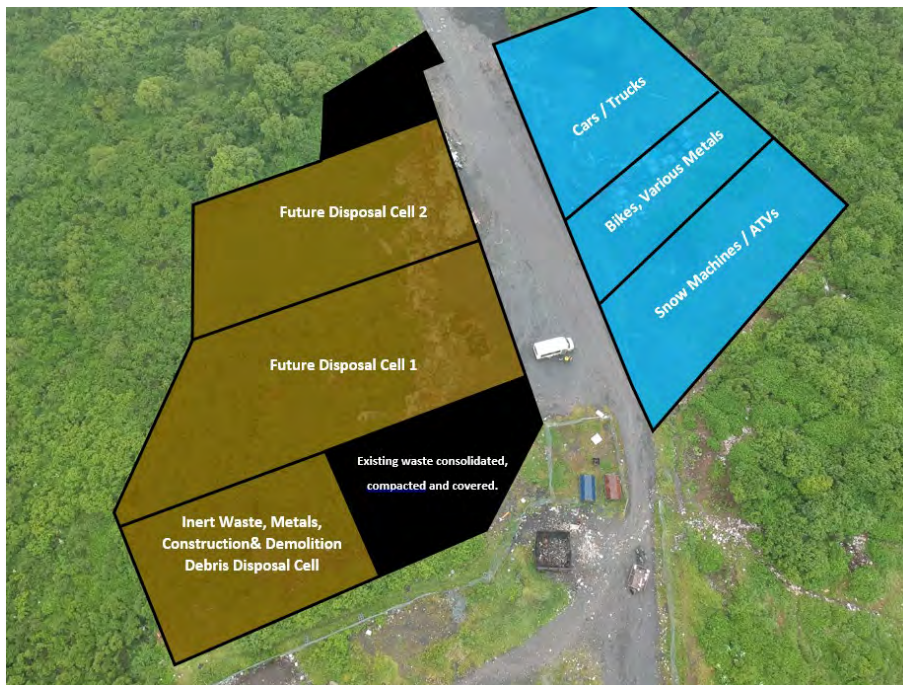 Cars / Trucks
Bikes, Various Metals
Snow Machines / ATVs
Future Disposal Cell 2
Future Disposal Cell 1
Existing waste consolidated,
compacted and covered.
Inert Waste, Metals,
Construction& Demolition
Debris Disposal Cell